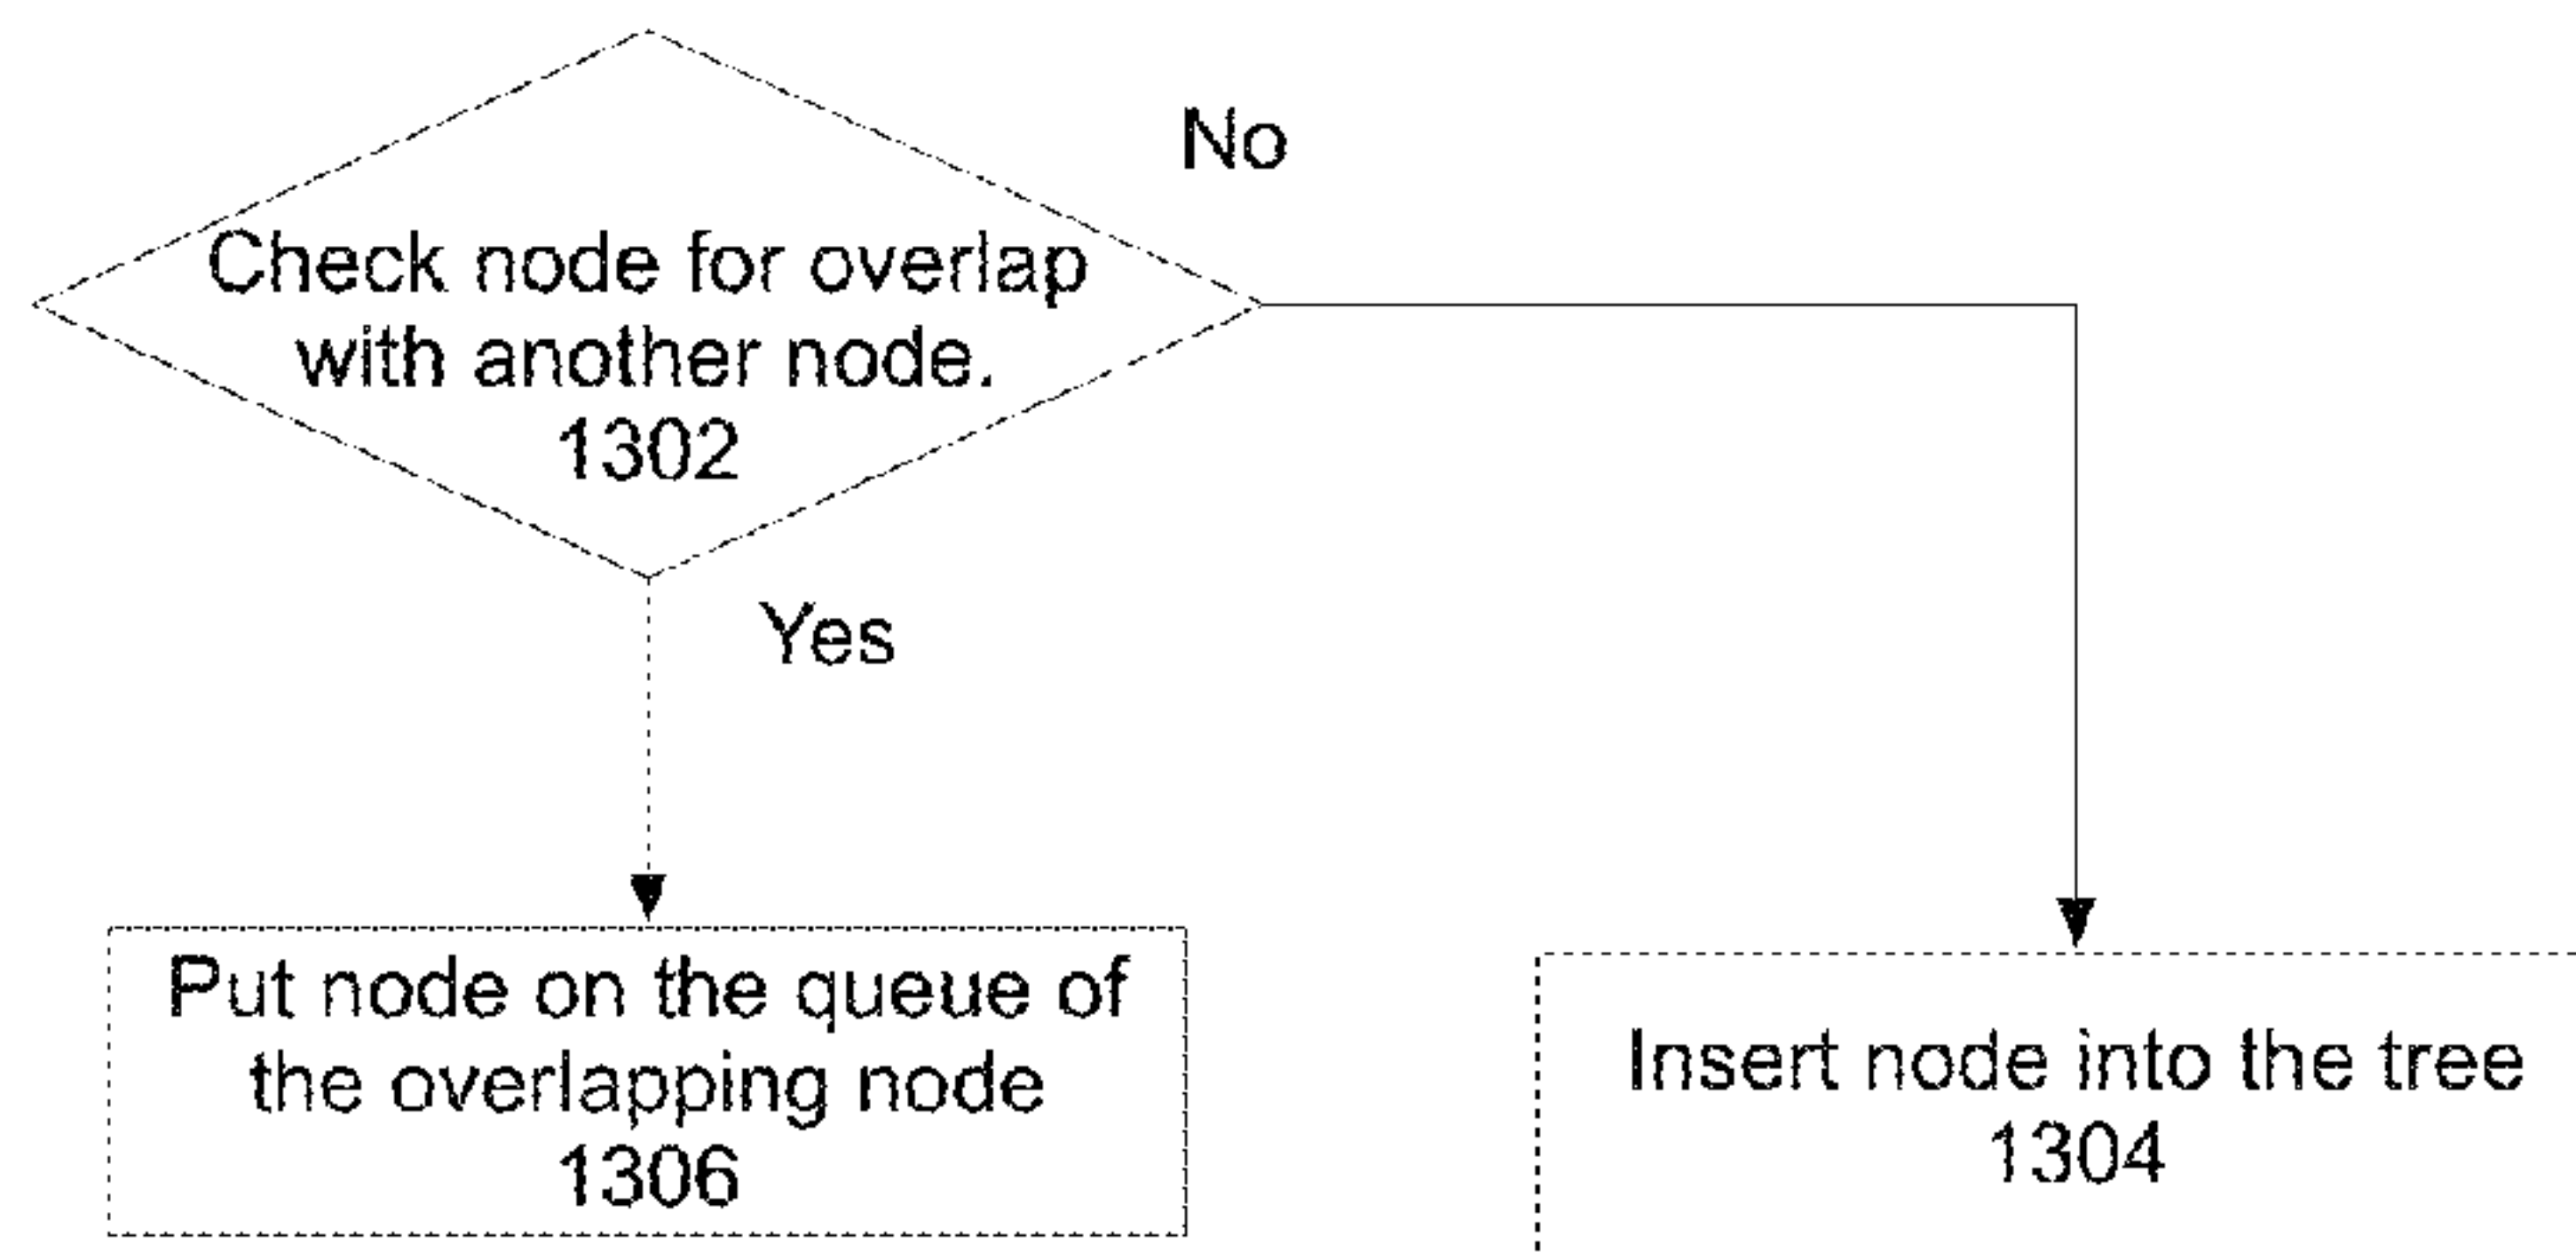 No
Check node for overlap
with another node.
1302
Yes
Put node on the queue of
the overlapping node
1306
Insert node into the tree
1304